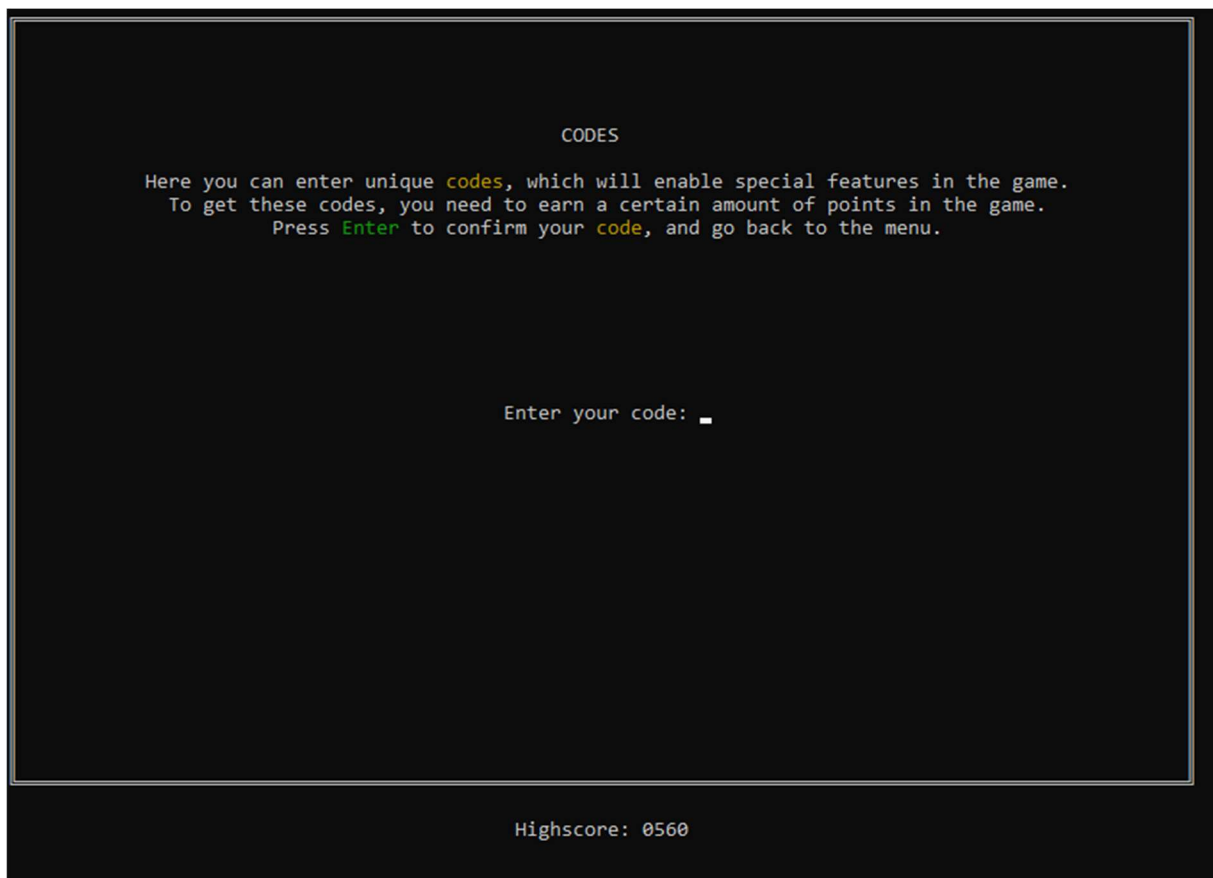 CODES
Here you can enter unique codes, which will enable special features in the game.
To get these codes, you need to earn a certain amount of points in the game.
Press Enter to confirm your code, and go back to the menu.
Enter your code:
Highscore: 0560